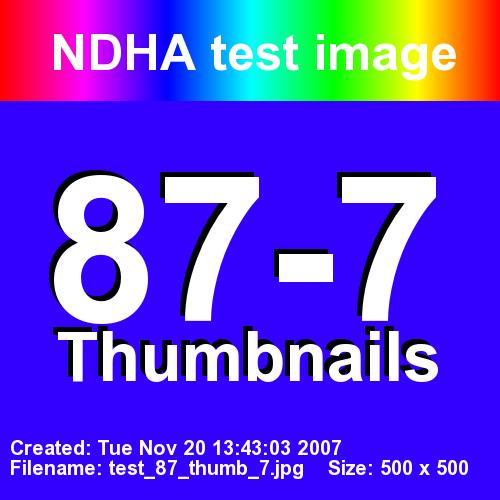 NDHA test image
87-7
Thumbnails
Created: Tue Nov 20 13:43:03 2007
Filename: test_87_thumb_7.jpg Size: 500 x 500